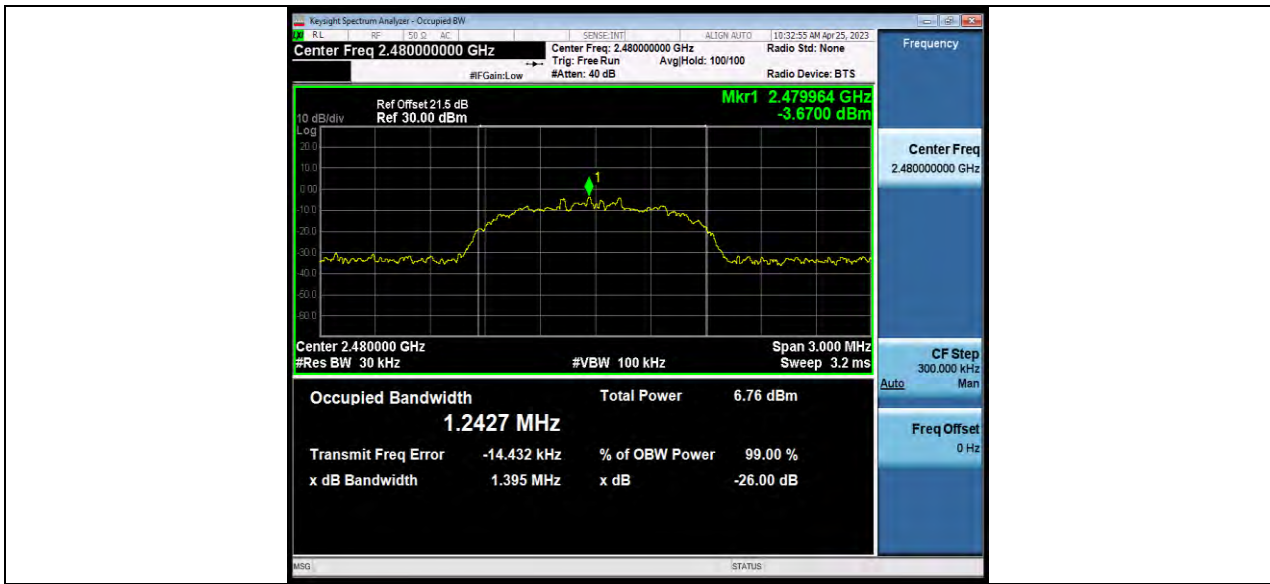 Keysight Spectrum Analyzer - Occupied BW
LXI RL RF 50 Ω AC SENSE:INT ALIGN AUTO 10:32:55 AM Apr 25, 2023
Center Freq 2.480000000 GHz Center Freq: 2.480000000 GHz Radio Std: None Frequency
Trig: Free Run Avg|Hold: 100/100
#IFGain:Low #Atten: 40 dB Radio Device: BTS
Mkr1 2.479964 GHz
-3.6700 dBm
Ref Offset 21.5 dB
10 dB/div Ref 30.00 dBm
Log
20.0
10.0
0.00
-10.0
-20.0
-30.0
-40.0
-50.0
-60.0
1
Center Freq
2.480000000 GHz
Center 2.480000 GHz Span 3.000 MHz
#Res BW 30 kHz #VBW 100 kHz Sweep 3.2 ms
CF Step
300.000 kHz
Auto Man
Occupied Bandwidth Total Power 6.76 dBm
1.2427 MHz
Transmit Freq Error -14.432 kHz % of OBW Power 99.00 %
x dB Bandwidth 1.395 MHz x dB -26.00 dB
Freq Offset
0 Hz
MSG STATUS